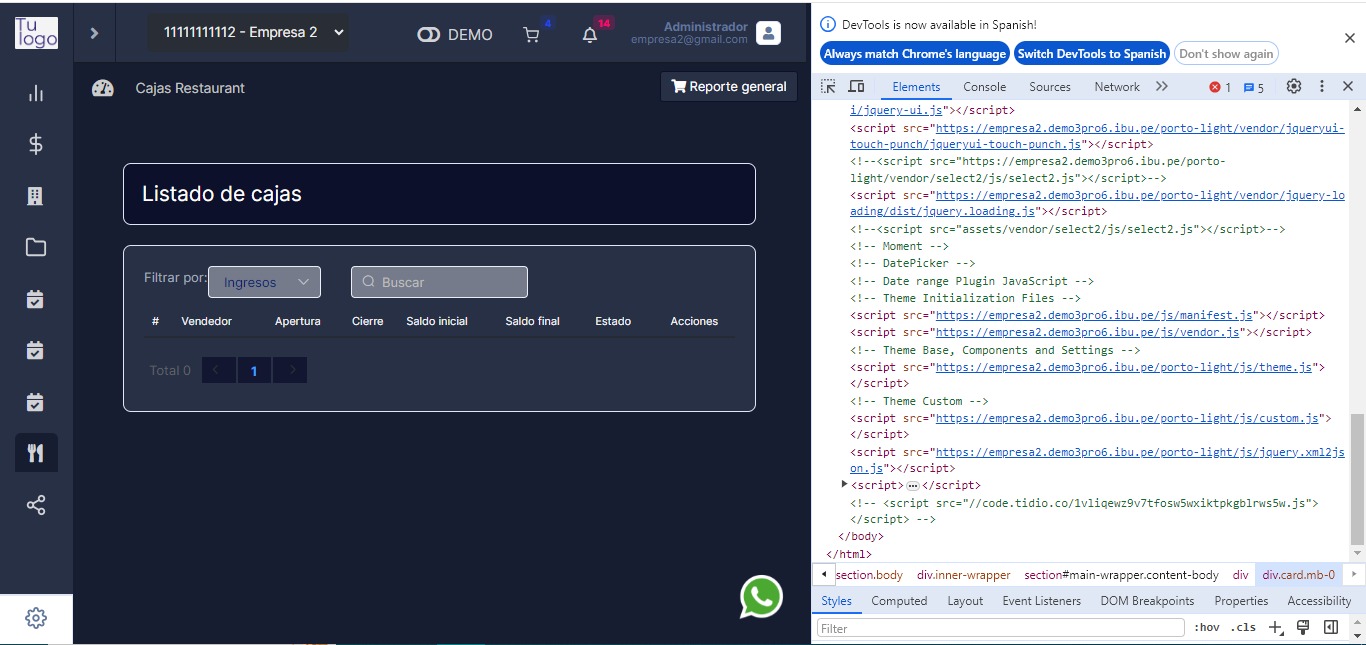 Tu
logo
11111111112 - Empresa 2
DEMO
4
14
Administrador
empresa2@gmail.com
Cajas Restaurant
Reporte general
Listado de cajas
Filtrar por:
Ingresos
Buscar
# Vendedor Apertura Cierre Saldo inicial Saldo final Estado Acciones
Total 0
1
DevTools is now available in Spanish!
Always match Chrome's language
Switch DevTools to Spanish
Don't show again
Elements Console Sources Network
1 5
i/jquery-ui.js"></script>
<script src="https://empresa2.demo3pro6.ibu.pe/porto-light/vendor/jqueryui-
touch-punch/jqueryui-touch-punch.js"></script>
<!--<script src="https://empresa2.demo3pro6.ibu.pe/porto-
light/vendor/select2/js/select2.js"></script>-->
<script src="https://empresa2.demo3pro6.ibu.pe/porto-light/vendor/jquery-lo
ading/dist/jquery.loading.js"></script>
<!--<script src="assets/vendor/select2/js/select2.js"></script>-->
<!-- Moment -->
<!-- DatePicker -->
<!-- Date range Plugin JavaScript -->
<!-- Theme Initialization Files -->
<script src="https://empresa2.demo3pro6.ibu.pe/js/manifest.js"></script>
<script src="https://empresa2.demo3pro6.ibu.pe/js/vendor.js"></script>
<!-- Theme Base, Components and Settings -->
<script src="https://empresa2.demo3pro6.ibu.pe/porto-light/js/theme.js">
</script>
<!-- Theme Custom -->
<script src="https://empresa2.demo3pro6.ibu.pe/porto-light/js/custom.js">
</script>
<script src="https://empresa2.demo3pro6.ibu.pe/porto-light/js/jquery.xml2js
on.js"></script>
<script>…</script>
<!-- <script src="//code.tidio.co/1vliqewz9v7tfosw5wxiktpkgblrws5w.js">
</script> -->
</body>
</html>
section.body div.inner-wrapper section#main-wrapper.content-body div div.card.mb-0
Styles Computed Layout Event Listeners DOM Breakpoints Properties Accessibility
Filter
:hov .cls